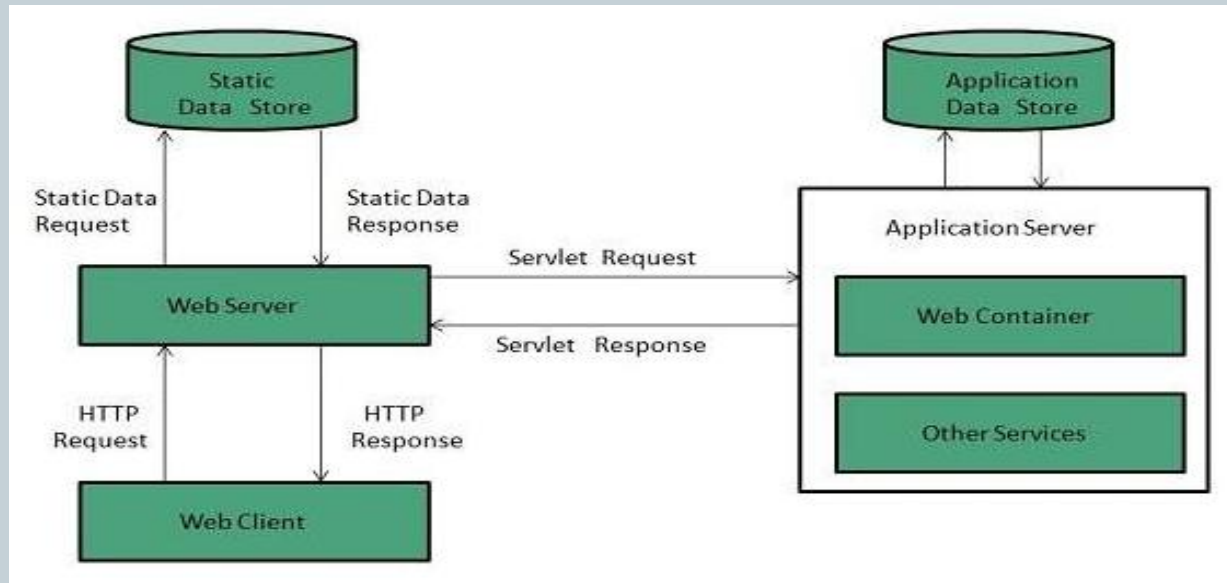 Static
Data Store
Application
Data Store
Static Data
Request
Static Data
Response
Application Server
Servlet Request
Web Server
Web Container
Servlet Response
HTTP
Request
HTTP
Response
Other Services
Web Client